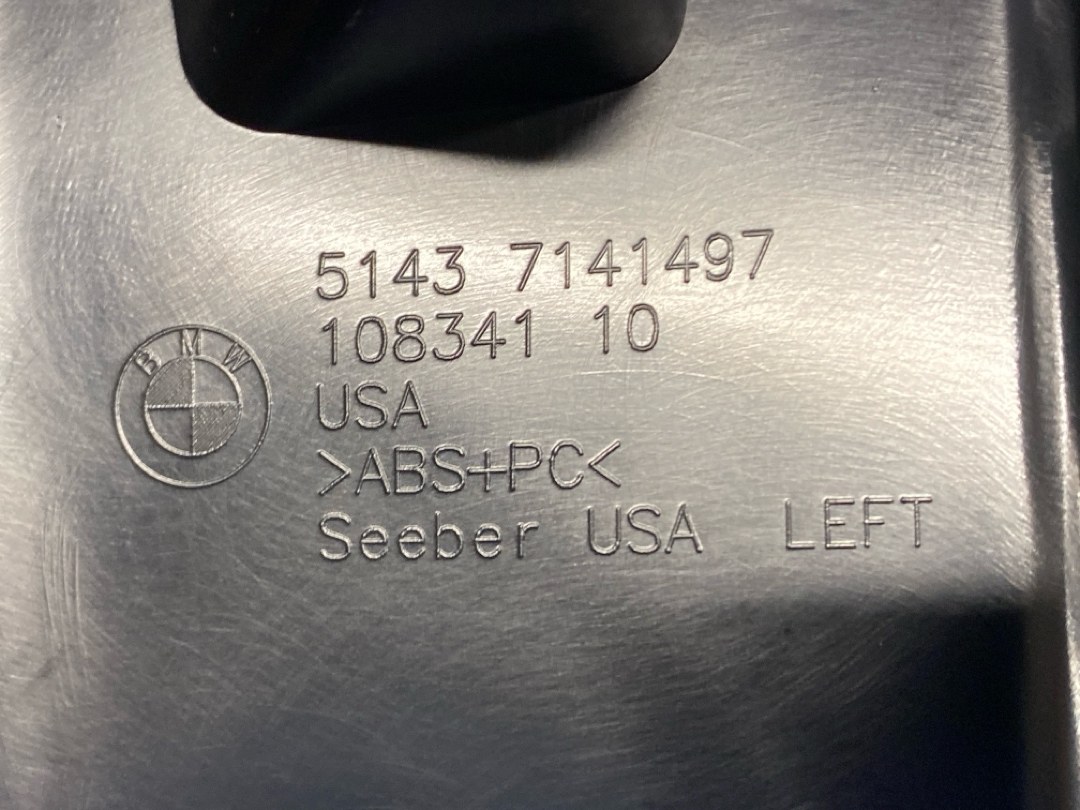 5143 7141497
108341 10
BMW
USA
>ABS+PC<
Seeber USA LEFT